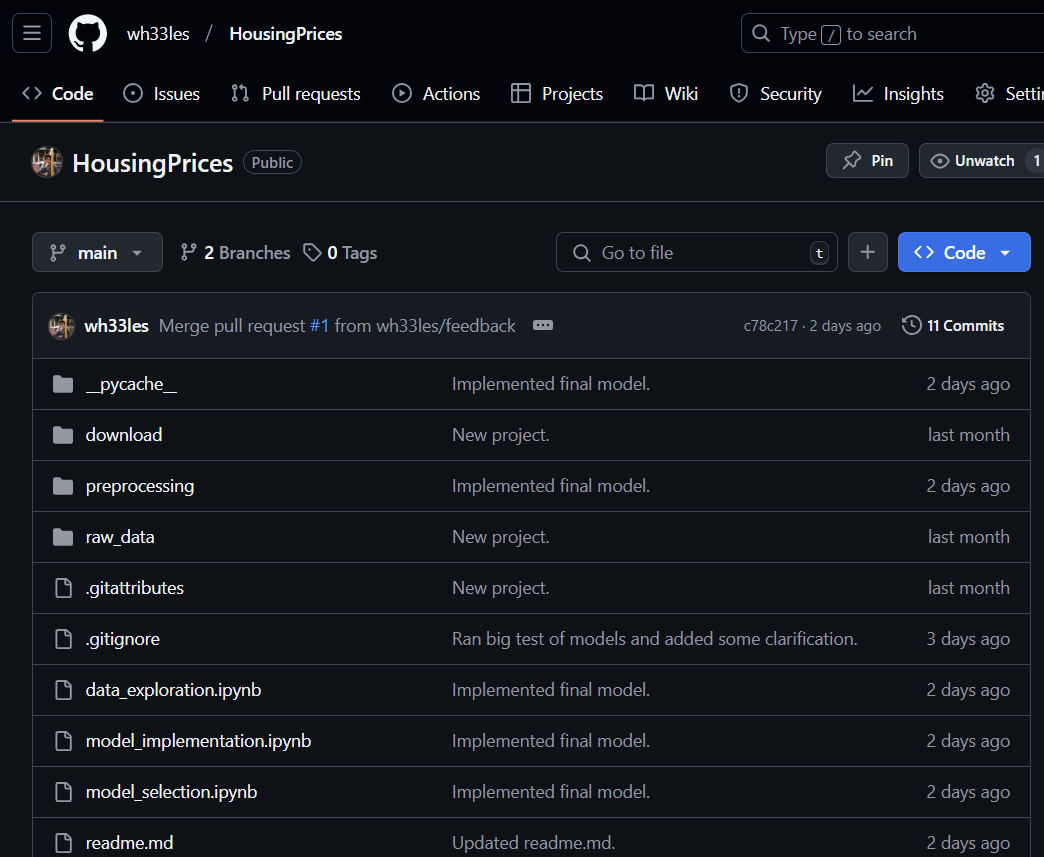 wh33les / HousingPrices Type / to search
Code Issues Pull requests Actions Projects Wiki Security Insights Setti
HousingPrices Public Pin Unwatch 1
main 2 Branches 0 Tags Go to file t + Code
wh33les Merge pull request #1 from wh33les/feedback ... c78c217 · 2 days ago 11 Commits
__pycache__ Implemented final model. 2 days ago
download New project. last month
preprocessing Implemented final model. 2 days ago
raw_data New project. last month
.gitattributes New project. last month
.gitignore Ran big test of models and added some clarification. 3 days ago
data_exploration.ipynb Implemented final model. 2 days ago
model_implementation.ipynb Implemented final model. 2 days ago
model_selection.ipynb Implemented final model. 2 days ago
readme.md Updated readme.md. 2 days ago